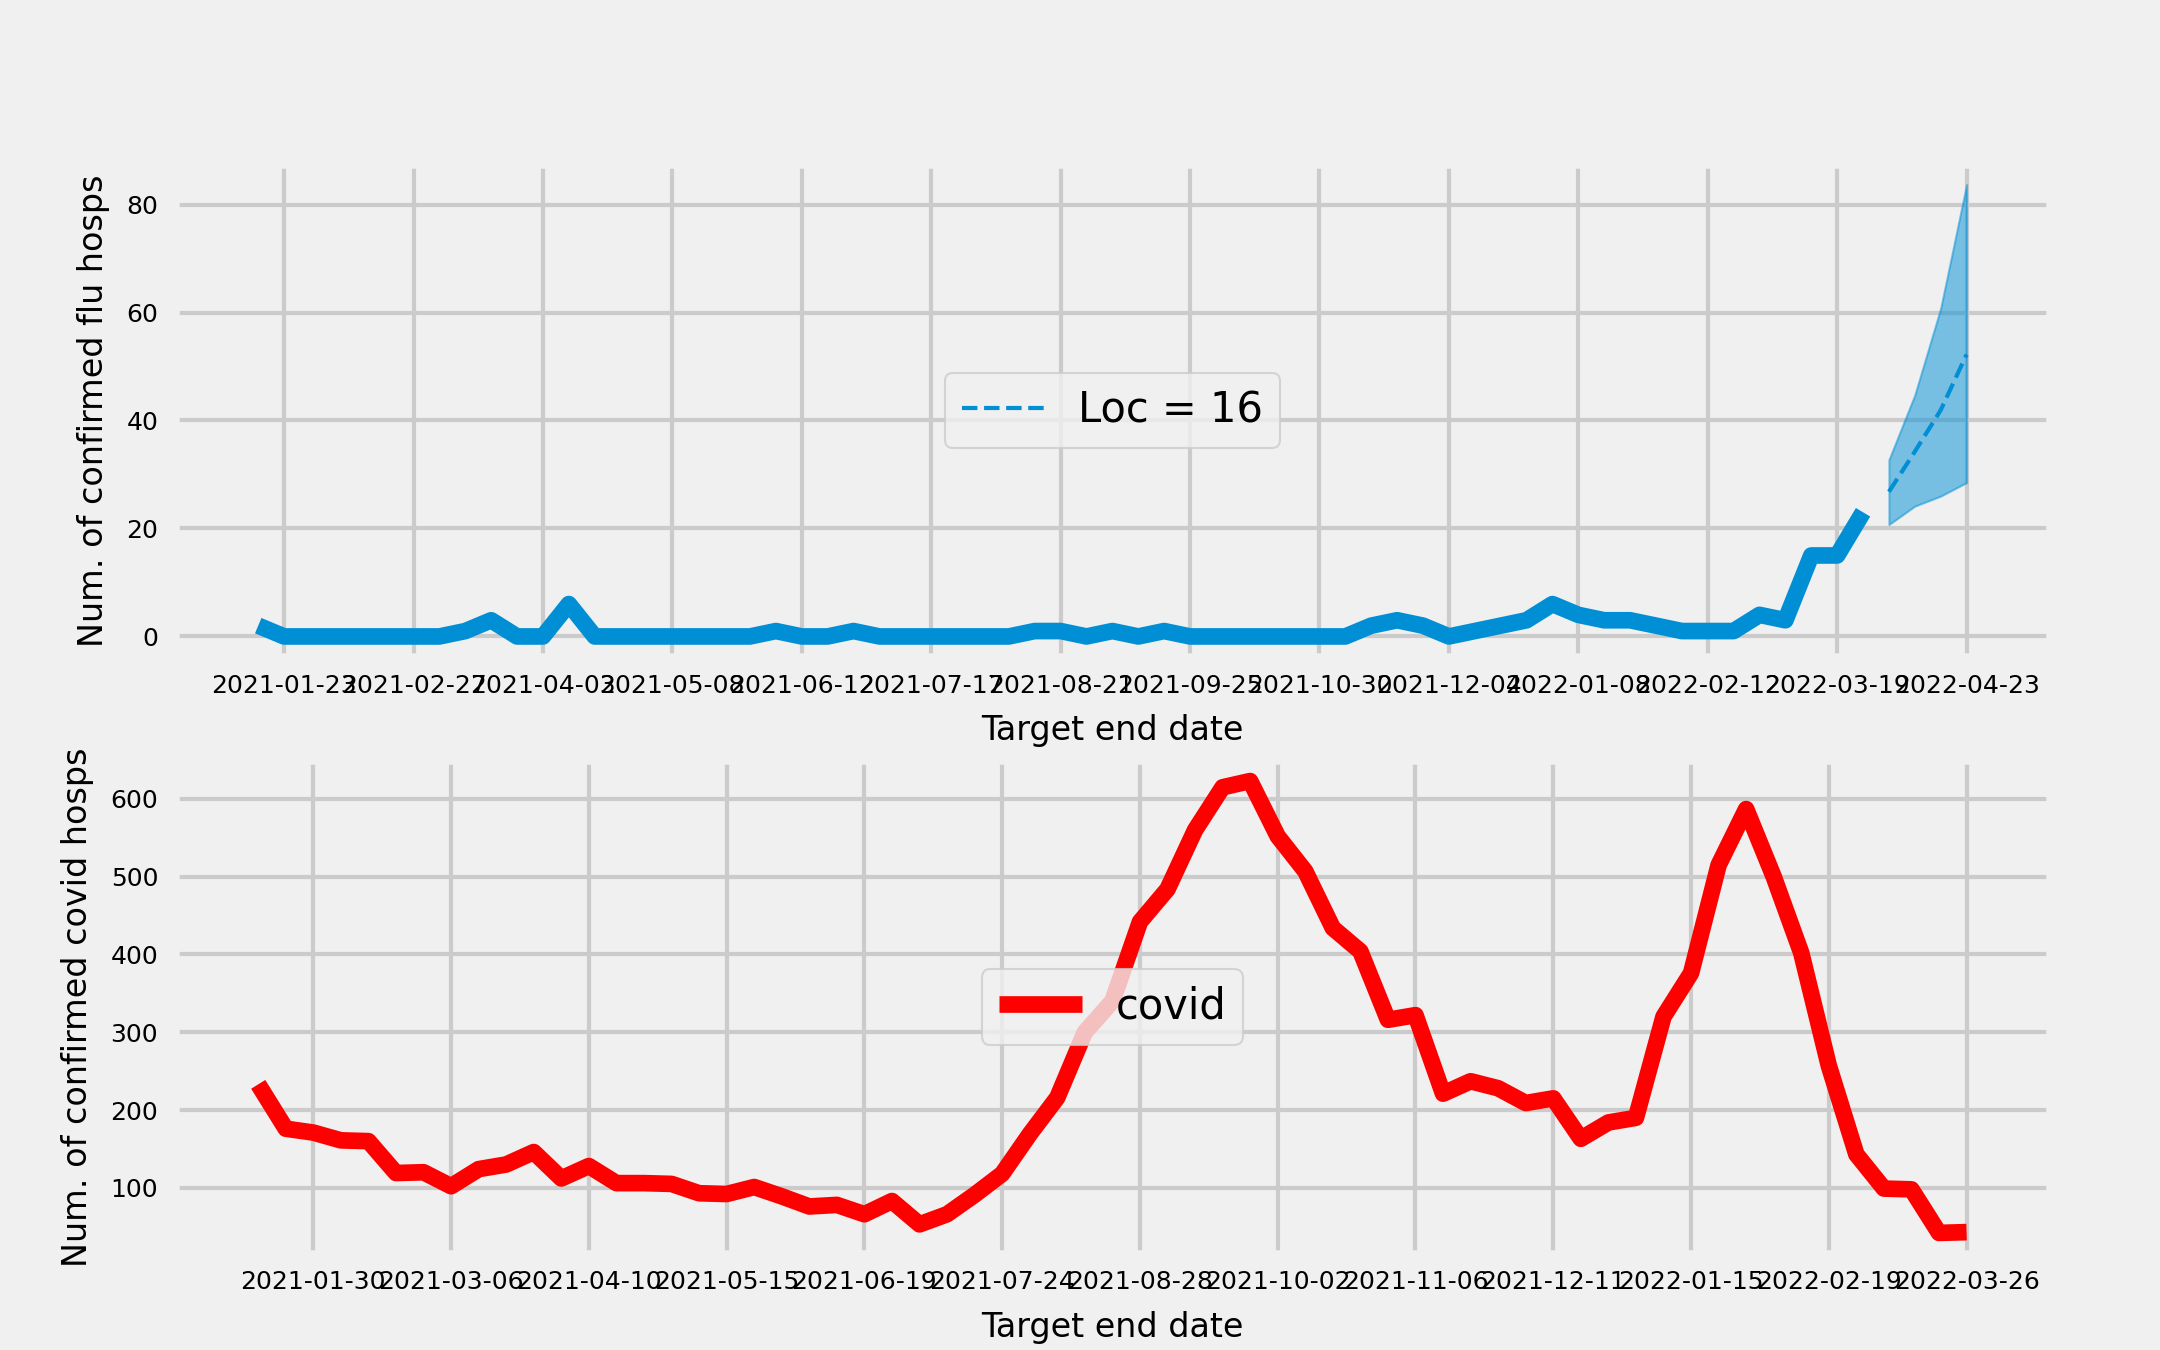 Num. of confirmed flu hosps
80
60
40
20
0
Loc = 16
2021-01-23 2021-02-27 2021-04-03 2021-05-08 2021-06-12 2021-07-17 2021-08-21 2021-09-25 2021-10-30 2021-12-04 2022-01-08 2022-02-12 2022-03-19 2022-04-23
Target end date
Num. of confirmed covid hosps
600
500
400
300
200
100
covid
2021-01-30 2021-03-06 2021-04-10 2021-05-15 2021-06-19 2021-07-24 2021-08-28 2021-10-02 2021-11-06 2021-12-11 2022-01-15 2022-02-19 2022-03-26
Target end date